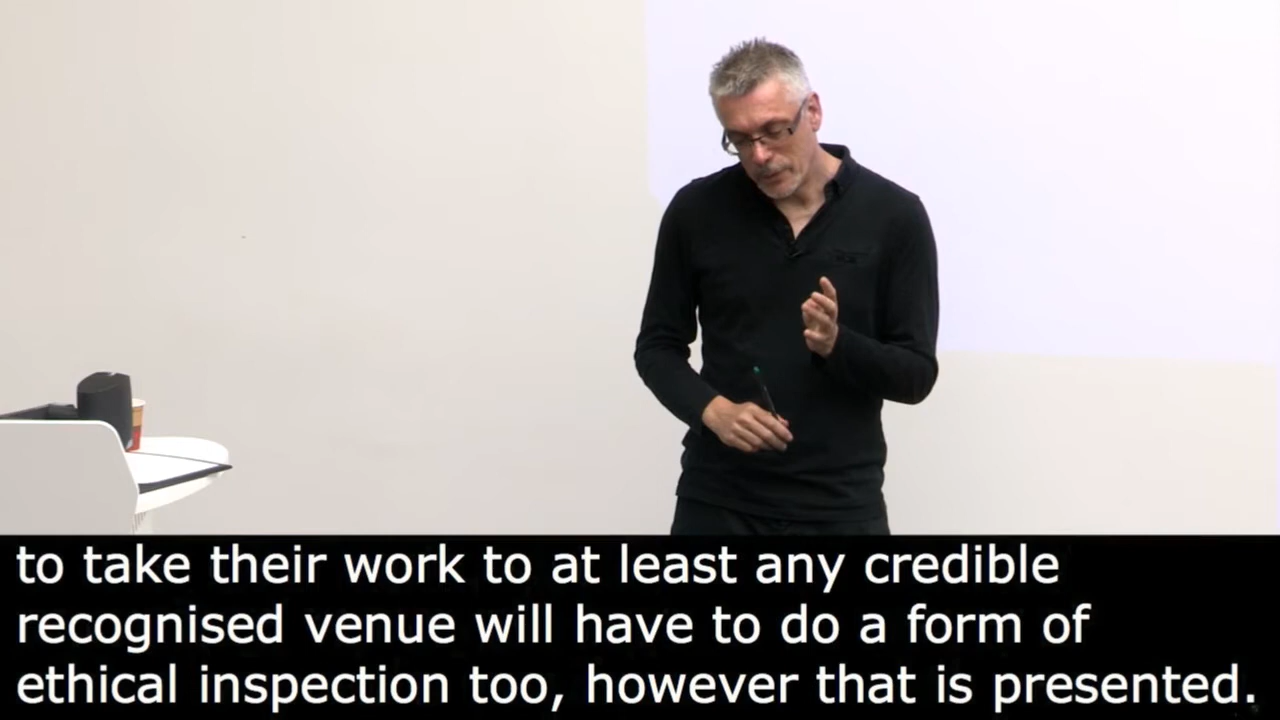 to take their work to at least any credible
recognised venue will have to do a form of
ethical inspection too, however that is presented.